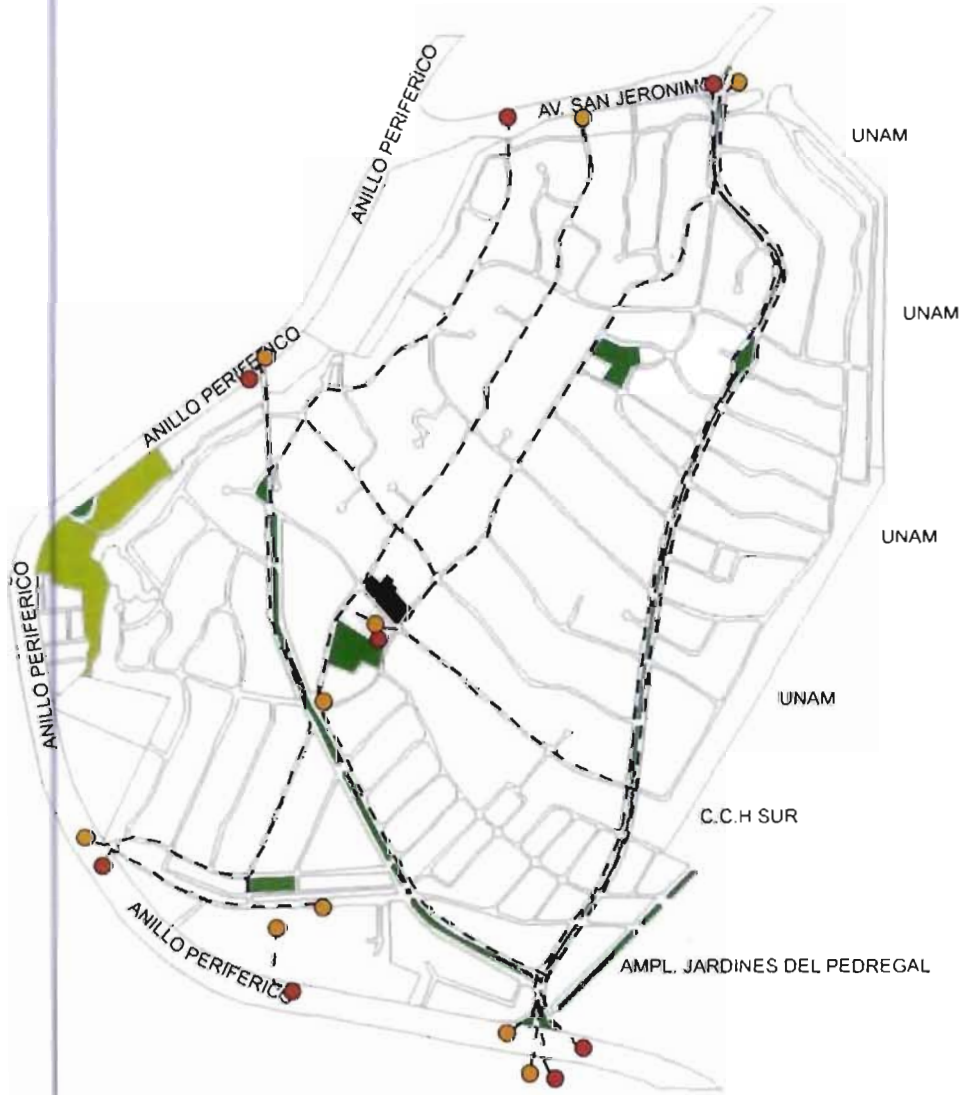 ANILLO PERIFERICO
AV. SAN JERONIMO
UNAM
UNAM
ANILLO PERIFERICO
UNAM
ANILLO PERIFERICO
UNAM
C.C.H SUR
ANILLO PERIFERICO
AMPL. JARDINES DEL PEDREGAL